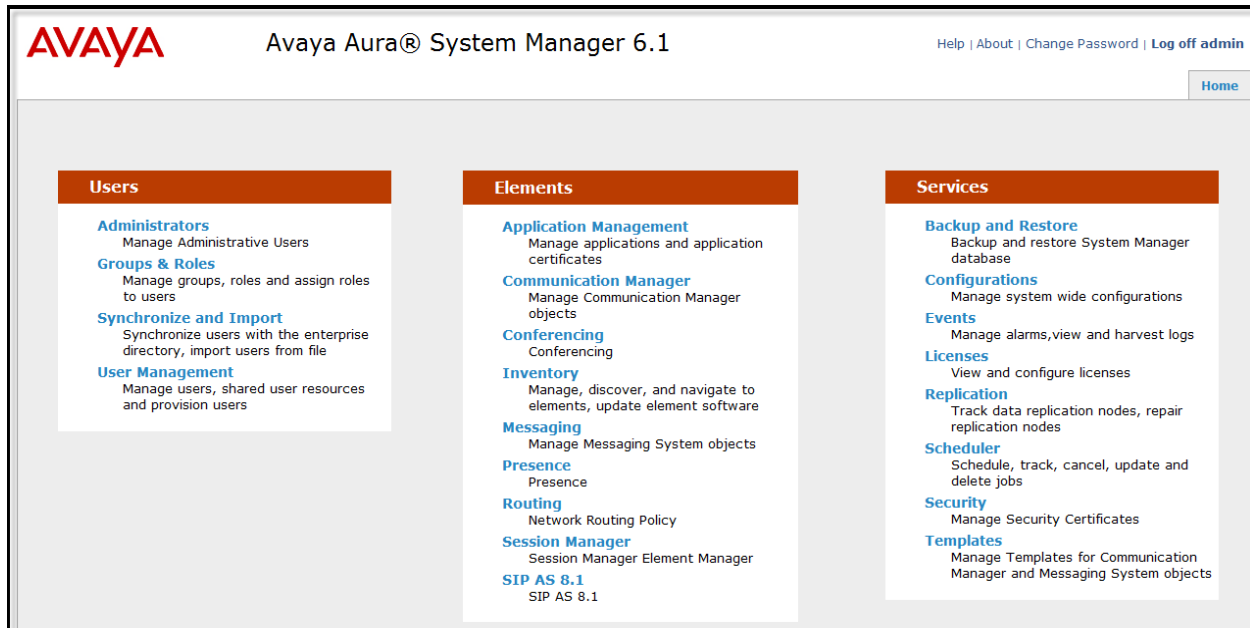 AVAYA
Avaya Aura® System Manager 6.1
Help | About | Change Password | Log off admin
Home
Users
Administrators
Manage Administrative Users
Groups & Roles
Manage groups, roles and assign roles
to users
Synchronize and Import
Synchronize users with the enterprise
directory, import users from file
User Management
Manage users, shared user resources
and provision users
Elements
Application Management
Manage applications and application
certificates
Communication Manager
Manage Communication Manager
objects
Conferencing
Conferencing
Inventory
Manage, discover, and navigate to
elements, update element software
Messaging
Manage Messaging System objects
Presence
Presence
Routing
Network Routing Policy
Session Manager
Session Manager Element Manager
SIP AS 8.1
SIP AS 8.1
Services
Backup and Restore
Backup and restore System Manager
database
Configurations
Manage system wide configurations
Events
Manage alarms,view and harvest logs
Licenses
View and configure licenses
Replication
Track data replication nodes, repair
replication nodes
Scheduler
Schedule, track, cancel, update and
delete jobs
Security
Manage Security Certificates
Templates
Manage Templates for Communication
Manager and Messaging System objects